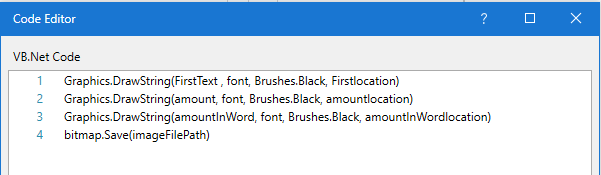 Code Editor
VB.Net Code
1 Graphics.DrawString(FirstText , font, Brushes.Black, Firstlocation)
2 Graphics.DrawString(amount, font, Brushes.Black, amountlocation)
3 Graphics.DrawString(amountInWord, font, Brushes.Black, amountInWordlocation)
4 bitmap.Save(imageFilePath)